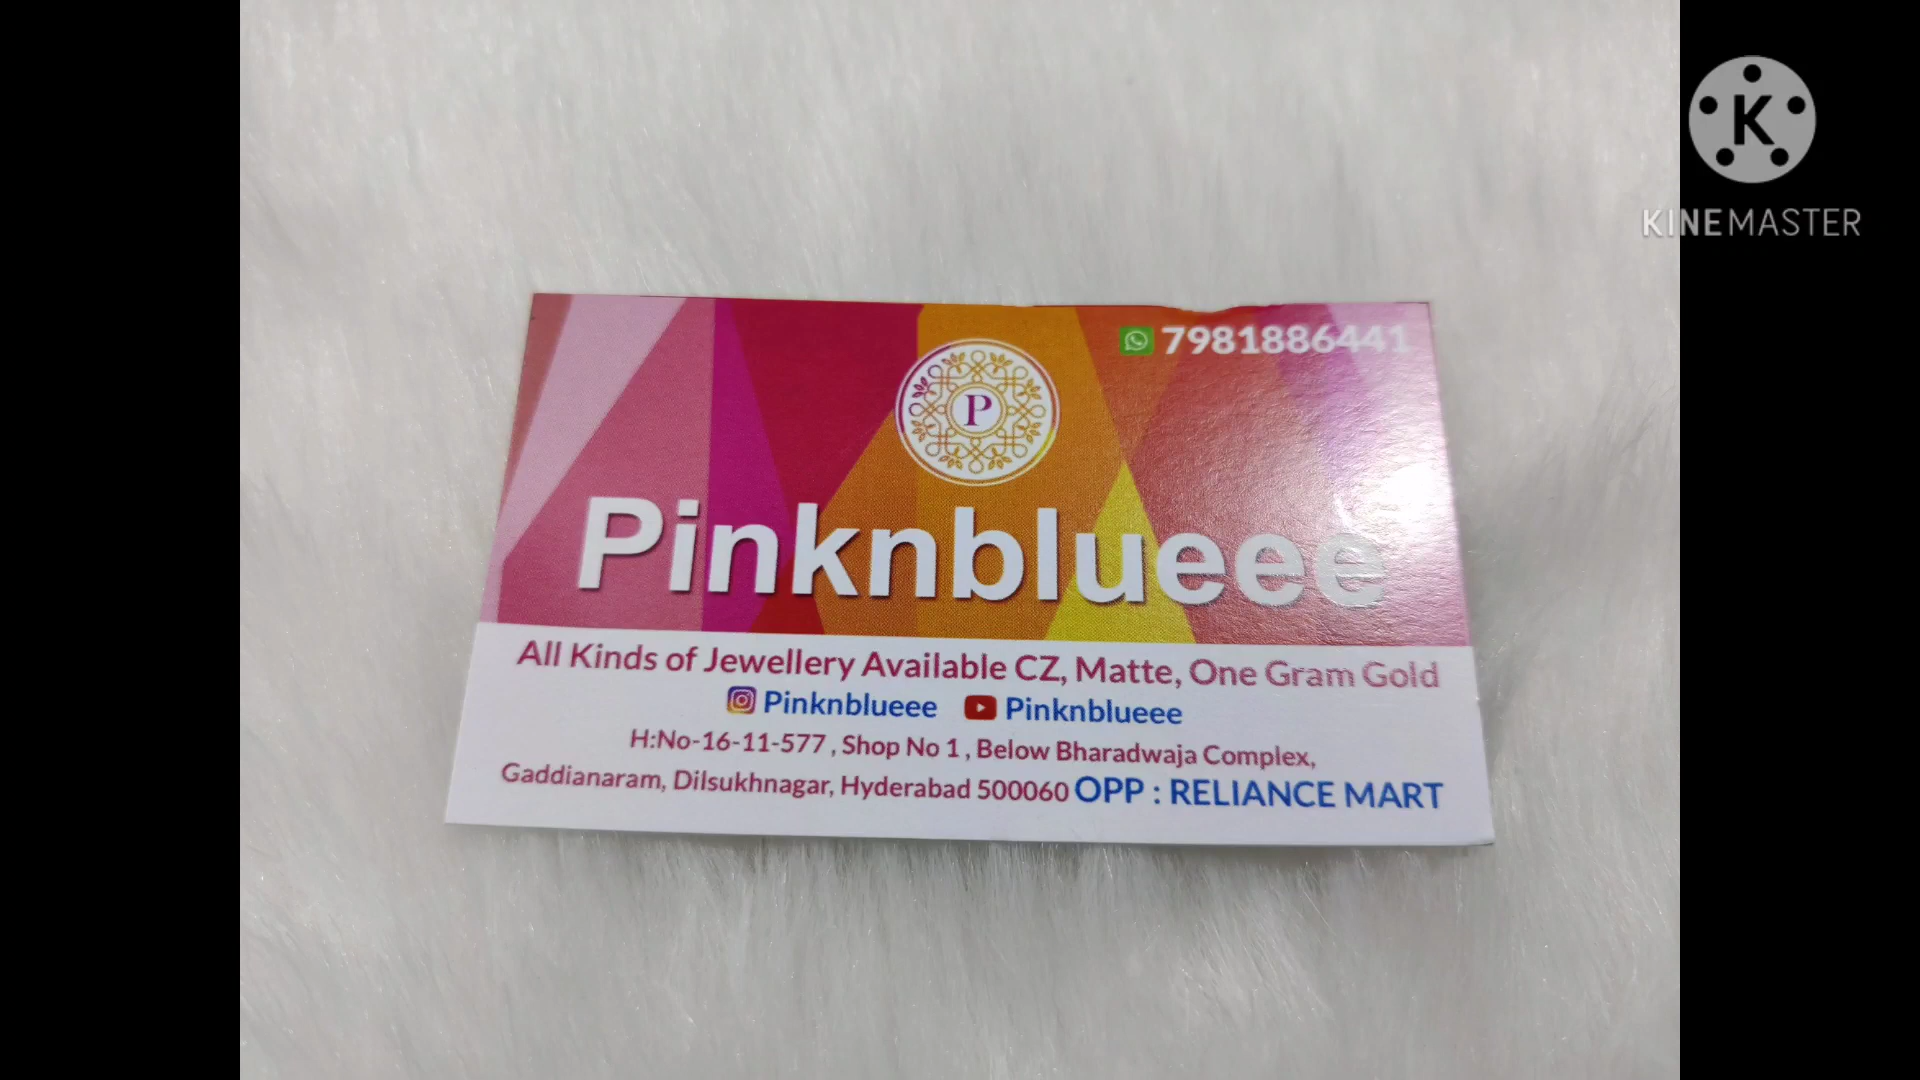 K
KINEMASTER
7981886441
P
Pinknblueee
All Kinds of Jewellery Available CZ, Matte, One Gram Gold
Pinknblueee Pinknblueee
H:No-16-11-577 , Shop No 1 , Below Bharadwaja Complex,
Gaddianaram, Dilsukhnagar, Hyderabad 500060 OPP : RELIANCE MART